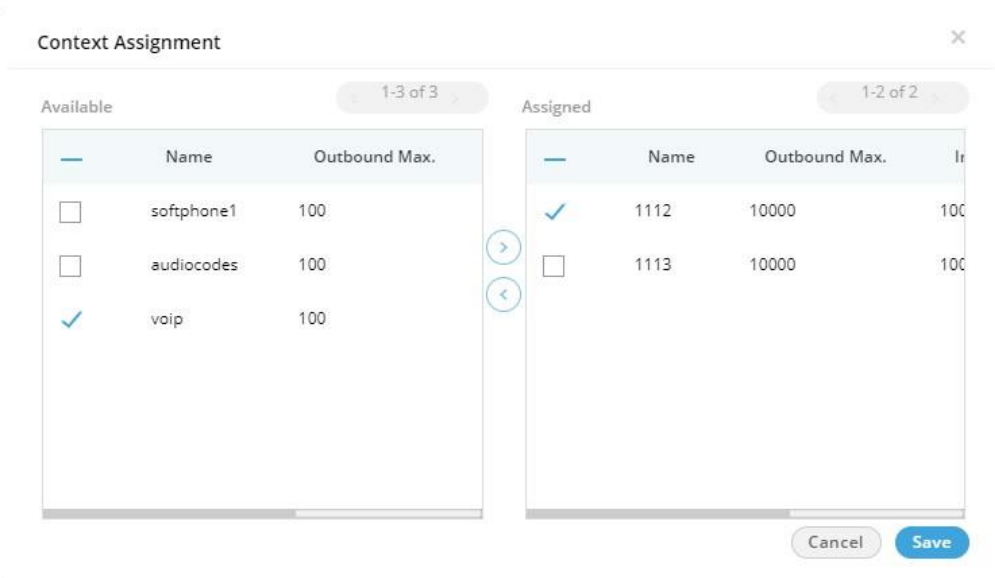 Context Assignment
Available 1-3 of 3
Name Outbound Max.
softphone1 100
audiocodes 100
voip 100
Assigned 1-2 of 2
Name Outbound Max.
1112 10000
1113 10000
Cancel Save